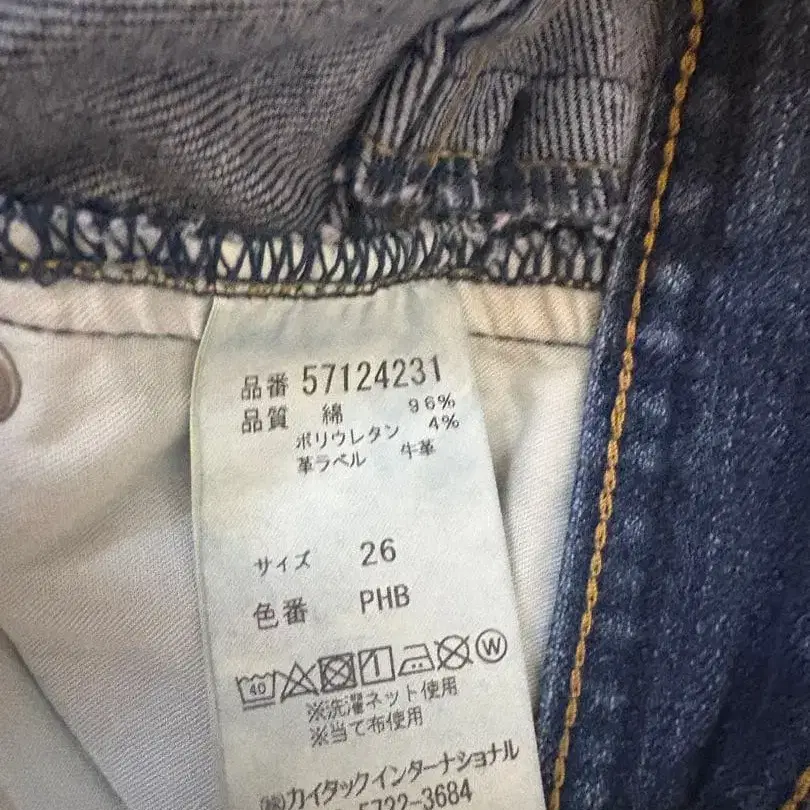 品番 57124231
品質 綿 96%
ポリウレタン 4%
革ラベル 牛革
サイズ 26
色番 PHB
40 W
※洗濯ネット使用
※当て布使用
㈱カイタックインターナショナル
5722-3684